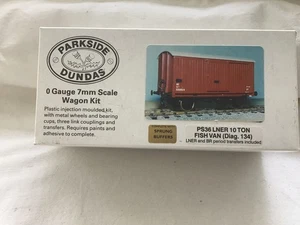 PARKSIDE
DUNDAS
0 Gauge 7mm Scale
Wagon Kit
Plastic injection moulded kit,
with metal wheels and bearing
cups, three link couplings and
transfers. Requires paints and
adhesive to complete.
SPRUNG
BUFFERS
PS36 LNER 10 TON
FISH VAN (Diag. 134)
LNER and BR period transfers included